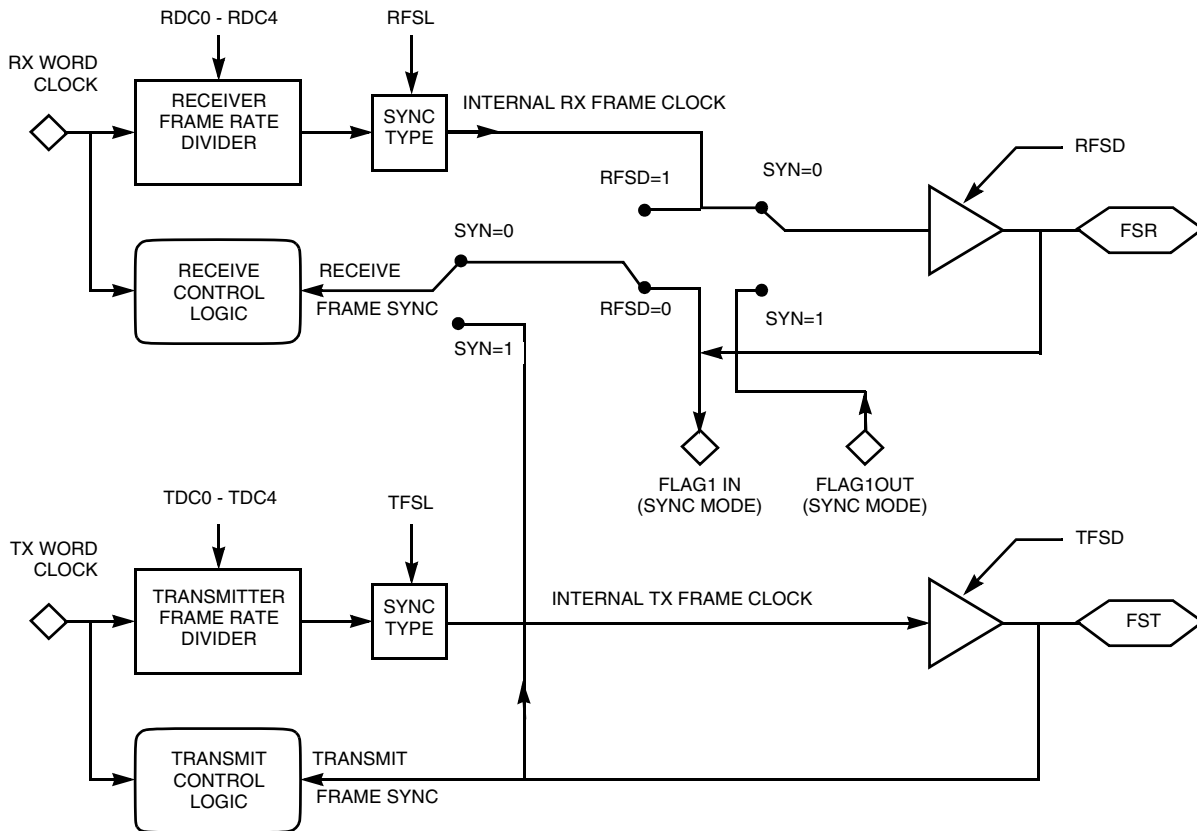 RDC0 - RDC4
RFSL
RX WORD
CLOCK
RECEIVER
FRAME RATE
DIVIDER
SYNC
TYPE
INTERNAL RX FRAME CLOCK
RFSD
RFSD=1
SYN=0
FSR
SYN=0
RECEIVE
CONTROL
LOGIC
RECEIVE
FRAME SYNC
RFSD=0
SYN=1
SYN=1
FLAG1 IN
(SYNC MODE)
FLAG1OUT
(SYNC MODE)
TDC0 - TDC4
TFSL
TX WORD
CLOCK
TRANSMITTER
FRAME RATE
DIVIDER
SYNC
TYPE
INTERNAL TX FRAME CLOCK
TFSD
FST
TRANSMIT
CONTROL
LOGIC
TRANSMIT
FRAME SYNC